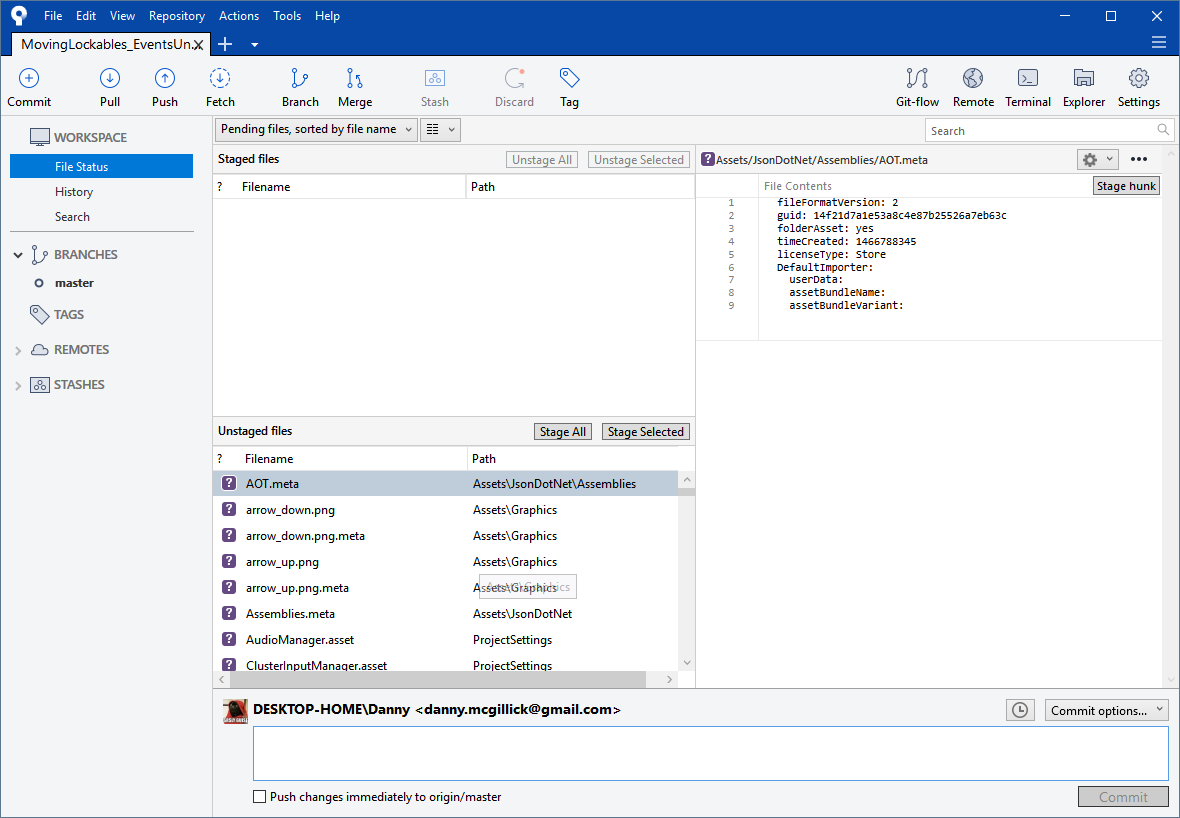 File Edit View Repository Actions Tools Help
MovingLockables_EventsUn.
Commit Pull Push Fetch Branch Merge Stash Discard Tag Git-flow Remote Terminal Explorer Settings
WORKSPACE
File Status
History
Search
BRANCHES
master
TAGS
REMOTES
STASHES
Pending files, sorted by file name
Search
Staged files Unstage All Unstage Selected
? Filename Path
Unstaged files Stage All Stage Selected
? Filename Path
? AOT.meta Assets\JsonDotNet\Assemblies
? arrow_down.png Assets\Graphics
? arrow_down.png.meta Assets\Graphics
? arrow_up.png Assets\Graphics
? arrow_up.png.meta Assets\Graphics
Assets\Graphics
? Assemblies.meta Assets\JsonDotNet
? AudioManager.asset ProjectSettings
? ClusterInputManager.asset ProjectSettings
? Assets/JsonDotNet/Assemblies/AOT.meta
File Contents Stage hunk
1 fileFormatVersion: 2
2 guid: 14f21d7a1e53a8c4e87b25526a7eb63c
3 folderAsset: yes
4 timeCreated: 1466788345
5 licenseType: Store
6 DefaultImporter:
7 userData:
8 assetBundleName:
9 assetBundleVariant:
DESKTOP-HOME\Danny <danny.mcgillick@gmail.com>
Commit options...
Push changes immediately to origin/master
Commit